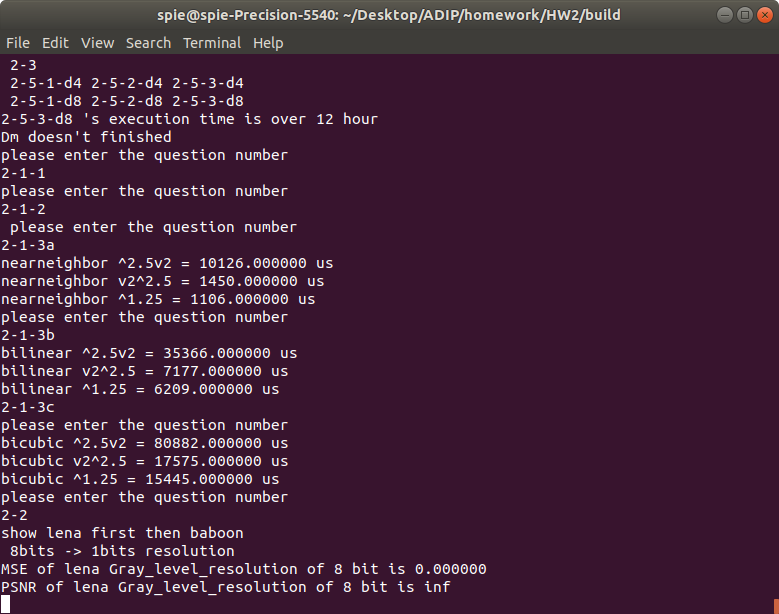 spie@spie-Precision-5540: ~/Desktop/ADIP/homework/HW2/build
File Edit View Search Terminal Help
2-3
2-5-1-d4 2-5-2-d4 2-5-3-d4
2-5-1-d8 2-5-2-d8 2-5-3-d8
2-5-3-d8 's execution time is over 12 hour
Dm doesn't finished
please enter the question number
2-1-1
please enter the question number
2-1-2
please enter the question number
2-1-3a
nearneighbor ^2.5v2 = 10126.000000 us
nearneighbor v2^2.5 = 1450.000000 us
nearneighbor ^1.25 = 1106.000000 us
please enter the question number
2-1-3b
bilinear ^2.5v2 = 35366.000000 us
bilinear v2^2.5 = 7177.000000 us
bilinear ^1.25 = 6209.000000 us
2-1-3c
please enter the question number
bicubic ^2.5v2 = 80882.000000 us
bicubic v2^2.5 = 17575.000000 us
bicubic ^1.25 = 15445.000000 us
please enter the question number
2-2
show lena first then baboon
8bits -> 1bits resolution
MSE of lena Gray_level_resolution of 8 bit is 0.000000
PSNR of lena Gray_level_resolution of 8 bit is inf